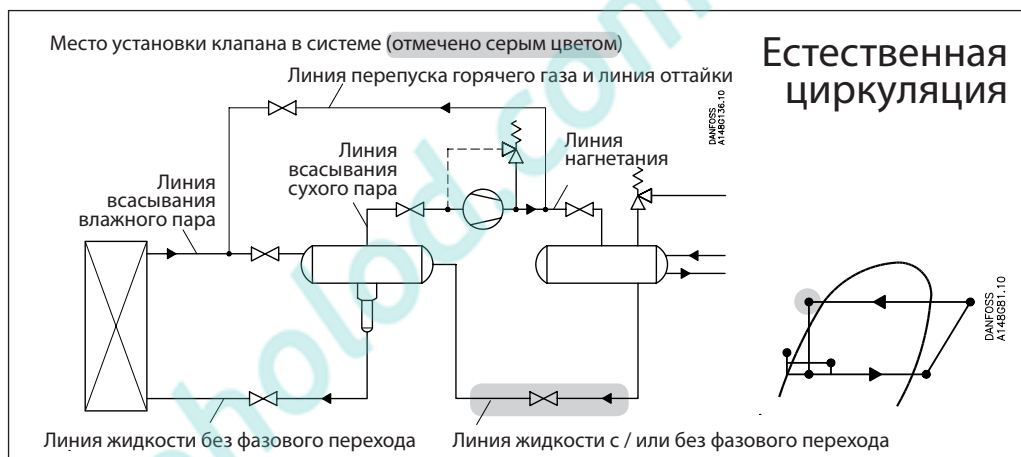 Место установки клапана в системе (отмечено серым цветом)
Естественная
циркуляция
Линия перепуска горячего газа и линия оттайки
DANFOSS
A148G136.10
Линия
всасывания
влажного пара
Линия
всасывания
сухого пара
Линия
нагнетания
DANFOSS
A148G81.10
Линия жидкости без фазового перехода
Линия жидкости с / или без фазового перехода
holod.com